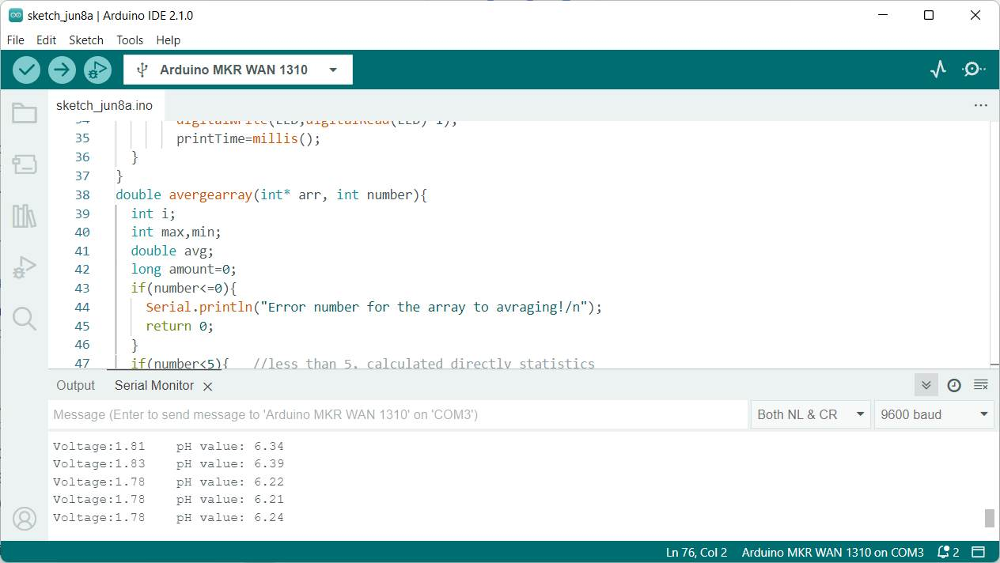 sketch_jun8a | Arduino IDE 2.1.0
File Edit Sketch Tools Help
Arduino MKR WAN 1310
sketch_jun8a.ino
34 digitalWrite(LED,digitalRead(LED)^1);
35 printTime=millis();
36 }
37 }
38 double avergearray(int* arr, int number){
39 int i;
40 int max,min;
41 double avg;
42 long amount=0;
43 if(number<=0){
44 Serial.println("Error number for the array to avraging!/n");
45 return 0;
46 }
47 if(number<5){ //less than 5, calculated directly statistics
Output Serial Monitor
Message (Enter to send message to 'Arduino MKR WAN 1310' on 'COM3')
Both NL & CR
9600 baud
Voltage:1.81 pH value: 6.34
Voltage:1.83 pH value: 6.39
Voltage:1.78 pH value: 6.22
Voltage:1.78 pH value: 6.21
Voltage:1.78 pH value: 6.24
Ln 76, Col 2 Arduino MKR WAN 1310 on COM3 2